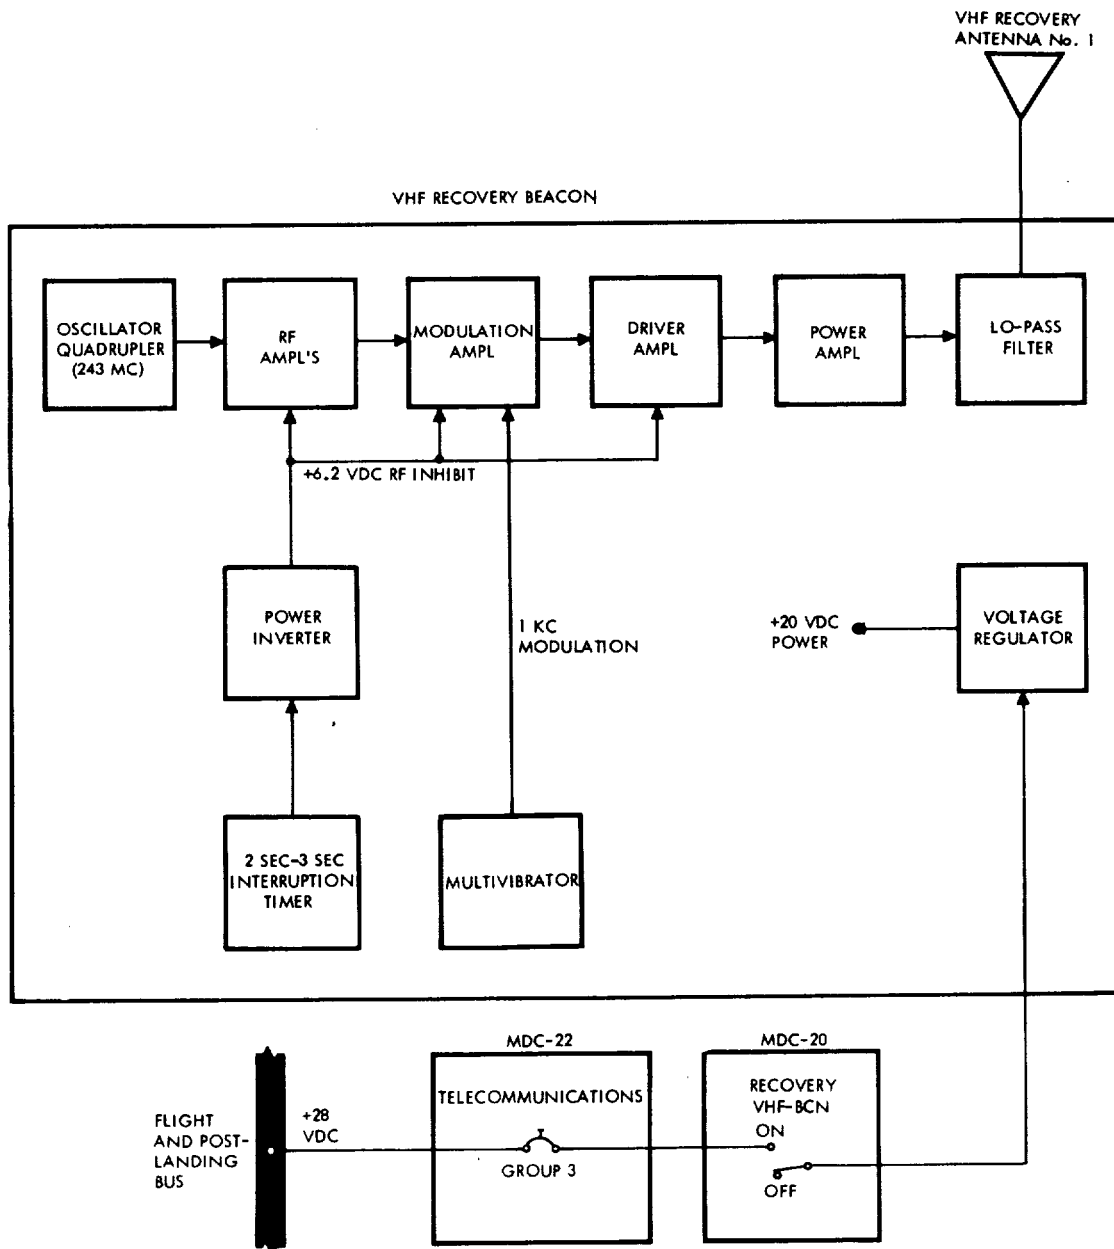 VHF RECOVERY
ANTENNA No. 1
VHF RECOVERY BEACON
OSCILLATOR
QUADRUPLER
(243 MC)
RF
AMPL'S
MODULATION
AMPL
DRIVER
AMPL
POWER
AMPL
LO-PASS
FILTER
+6.2 VDC RF INHIBIT
POWER
INVERTER
1 KC
MODULATION
+20 VDC
POWER
VOLTAGE
REGULATOR
2 SEC-3 SEC
INTERRUPTION
TIMER
MULTIVIBRATOR
FLIGHT
AND POST-
LANDING
BUS
+28
VDC
MDC-22
TELECOMMUNICATIONS
GROUP 3
MDC-20
RECOVERY
VHF-BCN
ON
OFF